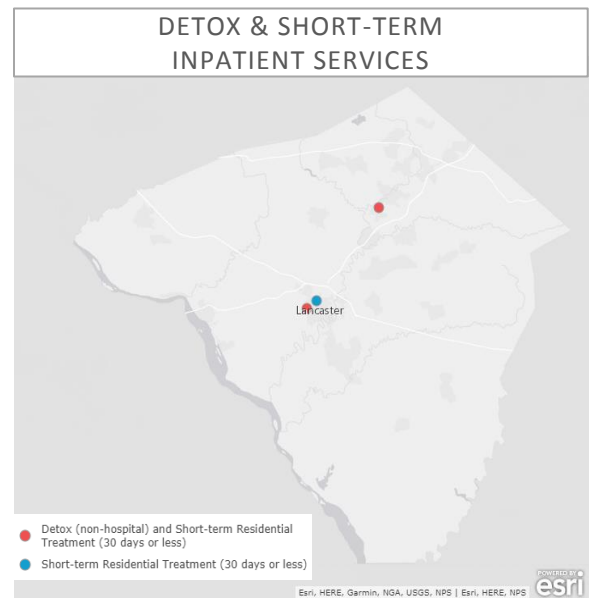 DETOX & SHORT-TERM
INPATIENT SERVICES
Lancaster
Detox (non-hospital) and Short-term Residential
Treatment (30 days or less)
Short-term Residential Treatment (30 days or less)
POWERED BY
esri
Esri, HERE, Garmin, NGA, USGS, NPS | Esri, HERE, NPS